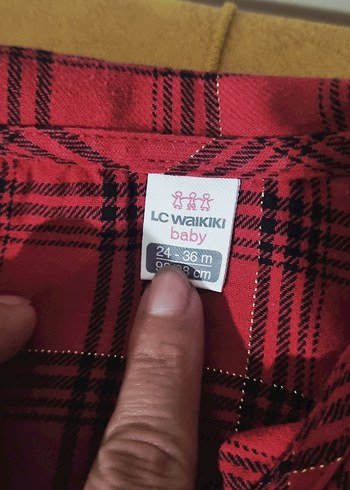 LC WAIKIKI
baby
24 - 36 m
cm